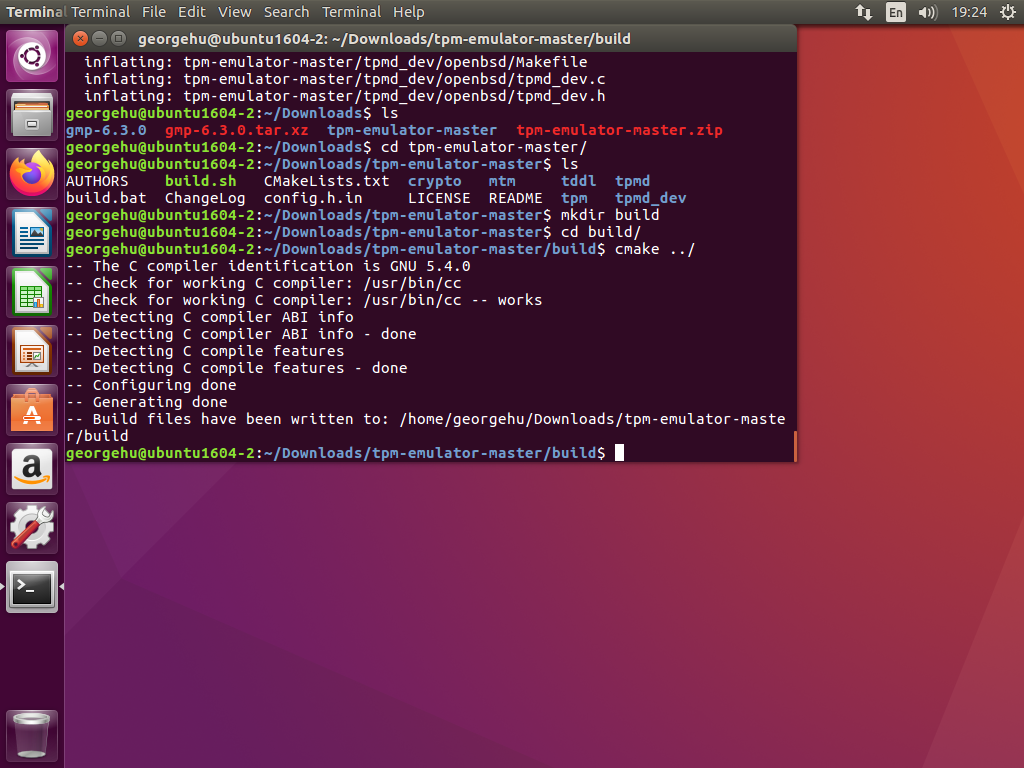 Terminal Terminal File Edit View Search Terminal Help En 19:24
georgehu@ubuntu1604-2: ~/Downloads/tpm-emulator-master/build
inflating: tpm-emulator-master/tpmd_dev/openbsd/Makefile
inflating: tpm-emulator-master/tpmd_dev/openbsd/tpmd_dev.c
inflating: tpm-emulator-master/tpmd_dev/openbsd/tpmd_dev.h
georgehu@ubuntu1604-2:~/Downloads$ ls
gmp-6.3.0 gmp-6.3.0.tar.xz tpm-emulator-master tpm-emulator-master.zip
georgehu@ubuntu1604-2:~/Downloads$ cd tpm-emulator-master/
georgehu@ubuntu1604-2:~/Downloads/tpm-emulator-master$ ls
AUTHORS build.sh CMakeLists.txt crypto mtm tddl tpmd
build.bat ChangeLog config.h.in LICENSE README tpm tpmd_dev
georgehu@ubuntu1604-2:~/Downloads/tpm-emulator-master$ mkdir build
georgehu@ubuntu1604-2:~/Downloads/tpm-emulator-master$ cd build/
georgehu@ubuntu1604-2:~/Downloads/tpm-emulator-master/build$ cmake ../
-- The C compiler identification is GNU 5.4.0
-- Check for working C compiler: /usr/bin/cc
-- Check for working C compiler: /usr/bin/cc -- works
-- Detecting C compiler ABI info
-- Detecting C compiler ABI info - done
-- Detecting C compile features
-- Detecting C compile features - done
-- Configuring done
-- Generating done
-- Build files have been written to: /home/georgehu/Downloads/tpm-emulator-maste
r/build
georgehu@ubuntu1604-2:~/Downloads/tpm-emulator-master/build$